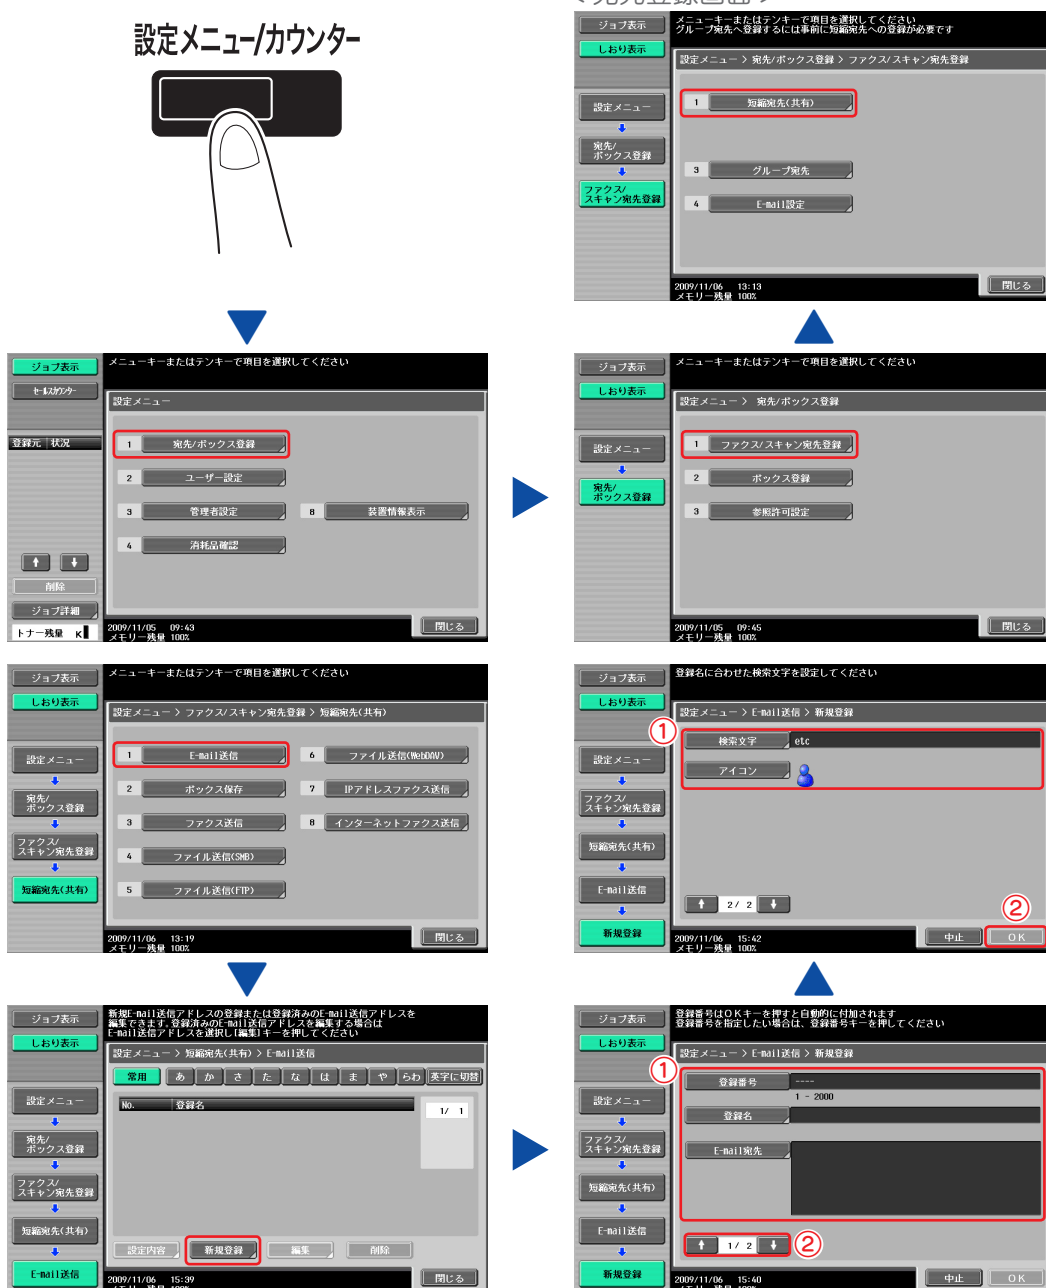 設定メニュー/カウンター
＜宛先登録画面＞
ジョブ表示
しおり表示
メニューキーまたはテンキーで項目を選択してください
グループ宛先へ登録するには事前に短縮宛先への登録が必要です
設定メニュー > 宛先/ボックス登録 > ファクス/スキャン宛先登録
設定メニュー
宛先/
ボックス登録
ファクス/
スキャン宛先登録
1 短縮宛先(共有)
3 グループ宛先
4 E-mail設定
2009/11/06 13:13
メモリー残量 100%
閉じる
ジョブ表示
セールスカウンター
登録元 状況
削除
ジョブ詳細
トナー残量 K
メニューキーまたはテンキーで項目を選択してください
設定メニュー
1 宛先/ボックス登録
2 ユーザー設定
3 管理者設定
8 装置情報表示
4 消耗品確認
2009/11/05 09:43
メモリー残量 100%
閉じる
ジョブ表示
しおり表示
メニューキーまたはテンキーで項目を選択してください
設定メニュー > 宛先/ボックス登録
設定メニュー
宛先/
ボックス登録
1 ファクス/スキャン宛先登録
2 ボックス登録
3 参照許可設定
2009/11/06 09:45
メモリー残量 100%
閉じる
ジョブ表示
しおり表示
メニューキーまたはテンキーで項目を選択してください
設定メニュー > ファクス/スキャン宛先登録 > 短縮宛先(共有)
設定メニュー
宛先/
ボックス登録
ファクス/
スキャン宛先登録
短縮宛先(共有)
1 E-mail送信
6 ファイル送信(WebDAV)
2 ボックス保存
7 IPアドレスファクス送信
3 ファクス送信
8 インターネットファクス送信
4 ファイル送信(SMB)
5 ファイル送信(FTP)
2009/11/06 13:19
メモリー残量 100%
閉じる
ジョブ表示
しおり表示
登録名に合わせた検索文字を設定してください
設定メニュー > E-mail送信 > 新規登録
設定メニュー
ファクス/
スキャン宛先登録
短縮宛先(共有)
E-mail送信
新規登録
①
検索文字 etc
アイコン
↑ 2/ 2 ↓
②
2009/11/06 15:42
メモリー残量 100%
中止
OK
ジョブ表示
しおり表示
新規E-mail送信アドレスの登録または登録済みのE-mail送信アドレスを
編集できます。登録済みのE-mail送信アドレスを編集する場合は
E-mail送信アドレスを選択し[編集]キーを押してください
設定メニュー > 短縮宛先(共有) > E-mail送信
設定メニュー
宛先/
ボックス登録
ファクス/
スキャン宛先登録
短縮宛先(共有)
E-mail送信
常用 あ か さ た な は ま や らわ 英字に切替
No. 登録名
1/ 1
設定内容 新規登録 編集 削除
2009/11/06 15:39
閉じる
ジョブ表示
しおり表示
登録番号はOKキーを押すと自動的に付加されます
登録番号を指定したい場合は、登録番号キーを押してください
設定メニュー > E-mail送信 > 新規登録
設定メニュー
ファクス/
スキャン宛先登録
短縮宛先(共有)
E-mail送信
新規登録
①
登録番号 ----
1 - 2000
登録名
E-mail宛先
↑ 1/ 2 ↓
②
2009/11/06 15:40
中止
OK